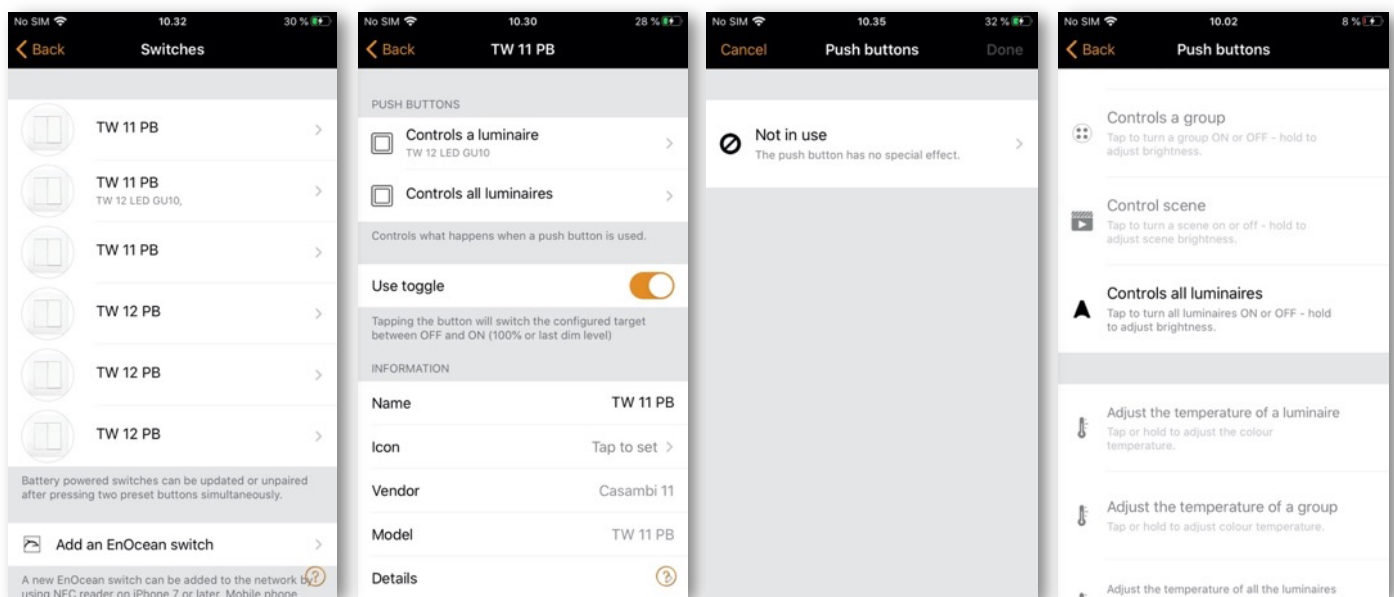 No SIM 10.32 30 %
Back Switches
TW 11 PB
TW 11 PB
TW 12 LED GU10,
TW 11 PB
TW 12 PB
TW 12 PB
TW 12 PB
Battery powered switches can be updated or unpaired
after pressing two preset buttons simultaneously.
Add an EnOcean switch
A new EnOcean switch can be added to the network by
using NFC reader on iPhone 7 or later. Mobile phone
No SIM 10.30 28 %
Back TW 11 PB
PUSH BUTTONS
Controls a luminaire
TW 12 LED GU10
Controls all luminaires
Controls what happens when a push button is used.
Use toggle
Tapping the button will switch the configured target
between OFF and ON (100% or last dim level)
INFORMATION
Name TW 11 PB
Icon Tap to set
Vendor Casambi 11
Model TW 11 PB
Details ?
No SIM 10.35 32 %
Cancel Push buttons Done
Not in use
The push button has no special effect.
No SIM 10.02 8 %
Back Push buttons
Controls a group
Tap to turn a group ON or OFF - hold to
adjust brightness.
Control scene
Tap to turn a scene on or off - hold to
adjust scene brightness.
Controls all luminaires
Tap to turn all luminaires ON or OFF - hold
to adjust brightness.
Adjust the temperature of a luminaire
Tap or hold to adjust the colour
temperature.
Adjust the temperature of a group
Tap or hold to adjust colour temperature.
Adjust the temperature of all the luminaires